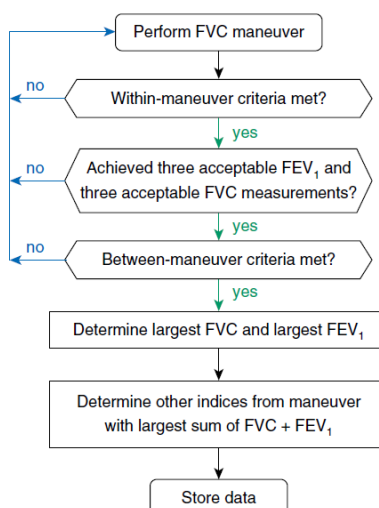 Perform FVC maneuver
no
Within-maneuver criteria met?
yes
no
Achieved three acceptable FEV₁ and
three acceptable FVC measurements?
yes
no
Between-maneuver criteria met?
yes
Determine largest FVC and largest FEV₁
Determine other indices from maneuver
with largest sum of FVC + FEV₁
Store data